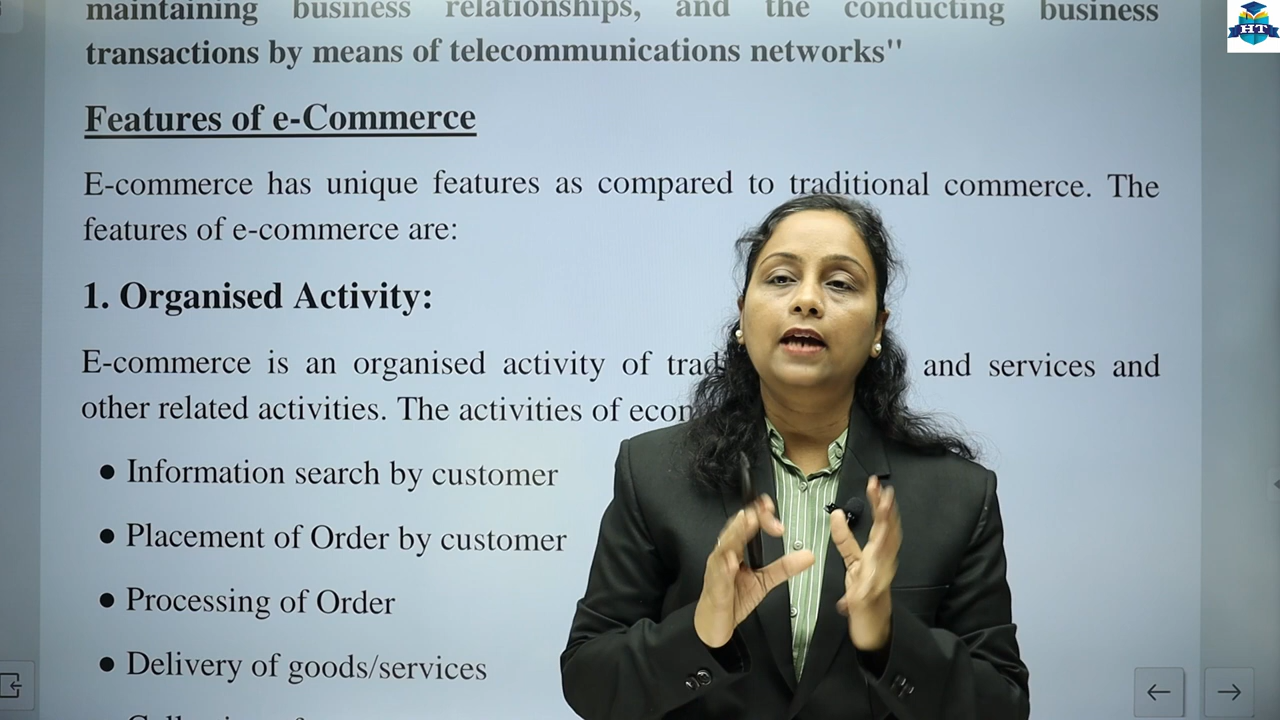 maintaining business relationships, and the conducting business
transactions by means of telecommunications networks"
Features of e-Commerce
E-commerce has unique features as compared to traditional commerce. The
features of e-commerce are:
1. Organised Activity:
E-commerce is an organised activity of and services and
other related activities. The activities of
● Information search by customer
● Placement of Order by customer
● Processing of Order
● Delivery of goods/services
HT